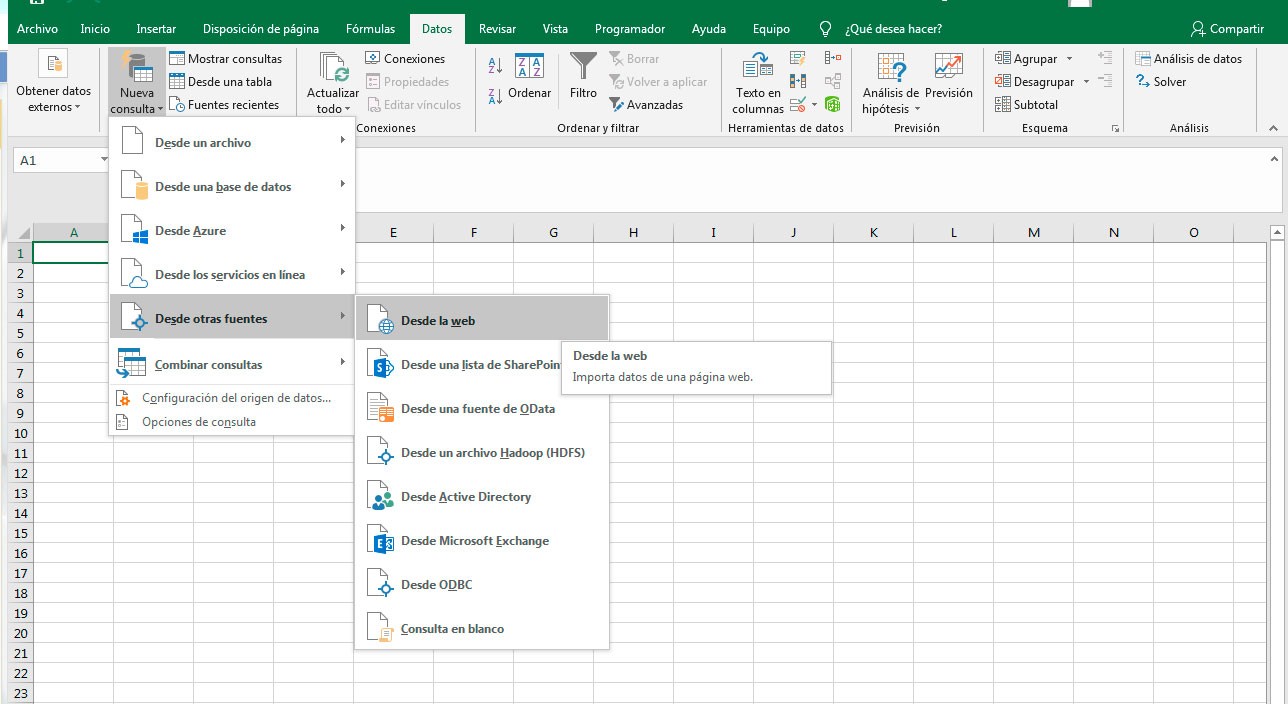 Archivo Inicio Insertar Disposición de página Fórmulas Datos Revisar Vista Programador Ayuda Equipo ¿Qué desea hacer? Compartir
Obtener datos
externos
Nueva
consulta
Mostrar consultas
Desde una tabla
Fuentes recientes
Actualizar
todo
Conexiones
Propiedades
Editar vínculos
Conexiones
Ordenar
Filtro
Borrar
Volver a aplicar
Avanzadas
Ordenar y filtrar
Texto en
columnas
Herramientas de datos
Análisis de
hipótesis
Previsión
Previsión
Agrupar
Desagrupar
Subtotal
Esquema
Análisis de datos
Solver
Análisis
A1
Desde un archivo
Desde una base de datos
Desde Azure
Desde los servicios en línea
Desde otras fuentes
Combinar consultas
Configuración del origen de datos...
Opciones de consulta
Desde la web
Desde una lista de SharePoin
Desde una fuente de OData
Desde un archivo Hadoop (HDFS)
Desde Active Directory
Desde Microsoft Exchange
Desde ODBC
Consulta en blanco
Desde la web
Importa datos de una página web.
A E F G H I J K L M N O
1
2
3
4
5
6
7
8
9
10
11
12
13
14
15
16
17
18
19
20
21
22
23